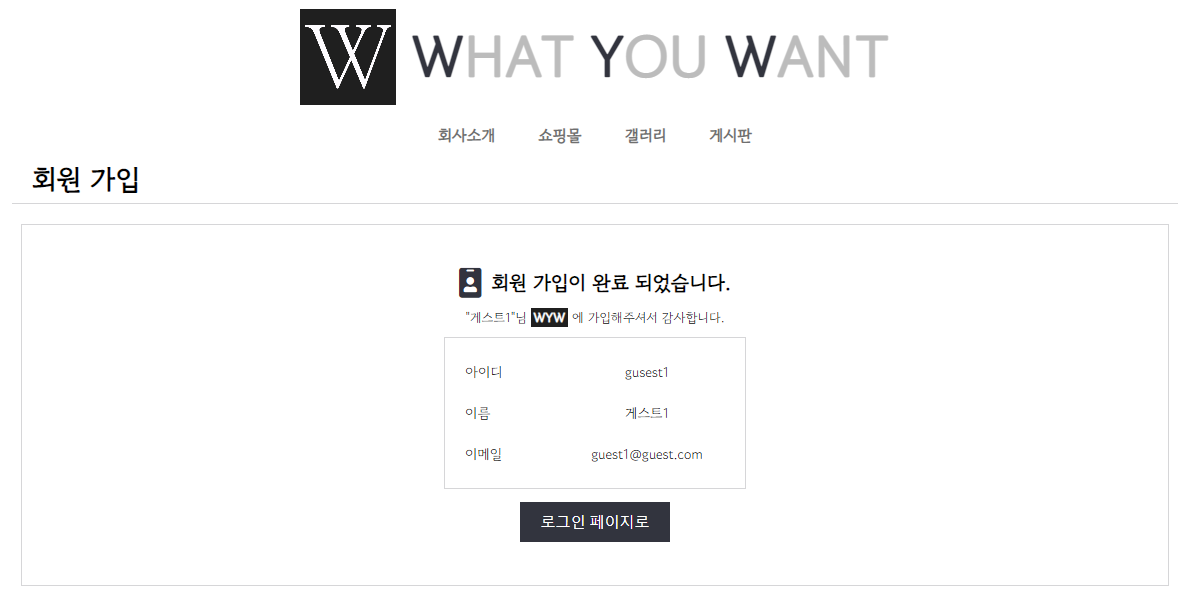 W WHAT YOU WANT
회사소개 쇼핑몰 갤러리 게시판
회원 가입
회원 가입이 완료 되었습니다.
"게스트1"님 WYW 에 가입해주셔서 감사합니다.
아이디 gusest1
이름 게스트1
이메일 guest1@guest.com
로그인 페이지로